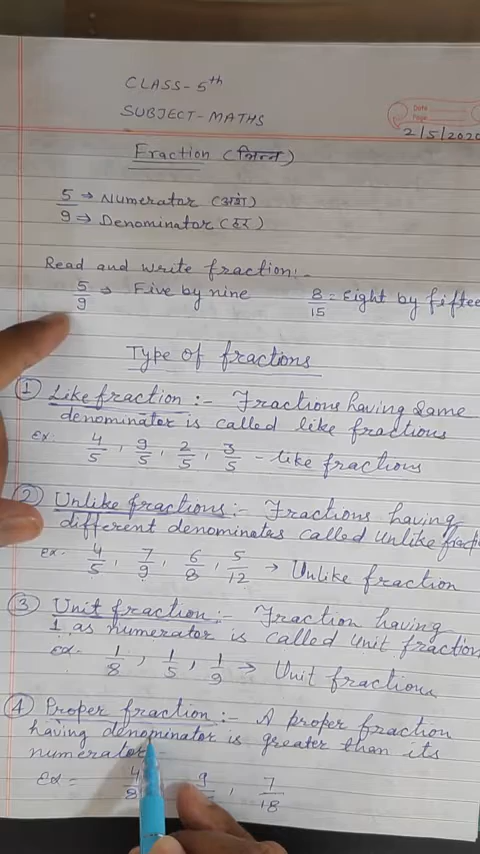 CLASS-5th
SUBJECT-MATHS
Date
Page
2/5/2020
Fraction (भिन्न)
5 → Numerator (अंश)
9 → Denominator (हर)
Read and write fraction:-
5/9 → Five by nine 8/15 = Eight by fiftee
Type of fractions
① Like fraction :- Fractions having same
denominator is called like fractions
Ex. 4/5, 9/5, 2/5, 3/5 - like fractions
② Unlike fractions:- Fractions having
different denominates called unlike fractio
Ex. 4/5, 7/9, 6/8, 5/12 → Unlike fraction
③ Unit fraction:- Fraction having
1 as numerator is called unit fraction
Ex. 1/8, 1/5, 1/9 → Unit fraction
④ Proper fraction :- A proper fraction
having denominator is greater than its
numerator
Ex = 4/8 9 , 7/18